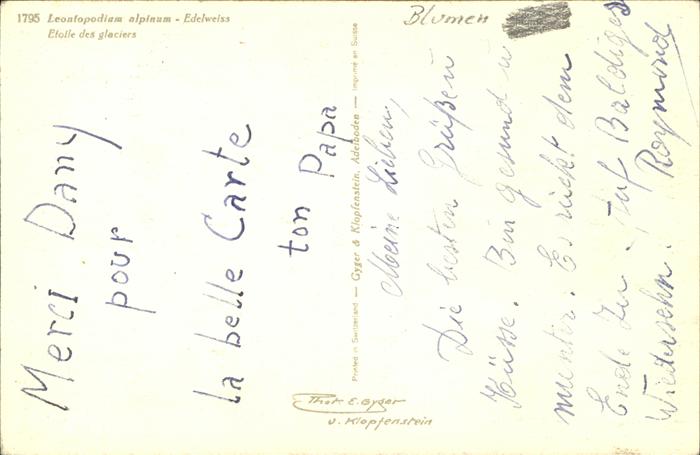 1795 Leontopodium alpinum - Edelweiss
Etoile des glaciers
Blumen
Merci Dany
pour
la belle Carte
ton Papa
Printed in Switzerland — Gyger & Klopfenstein, Adelboden — Imprimé en Suisse
Meine Lieben,
Die besten Grüßen u
Küsse. Bin gesund u
munter. Es rückt dem
Ende zu! Auf Baldiges
Wiedersehn! Raymond
Phot. E. Gyger
u. Klopfenstein